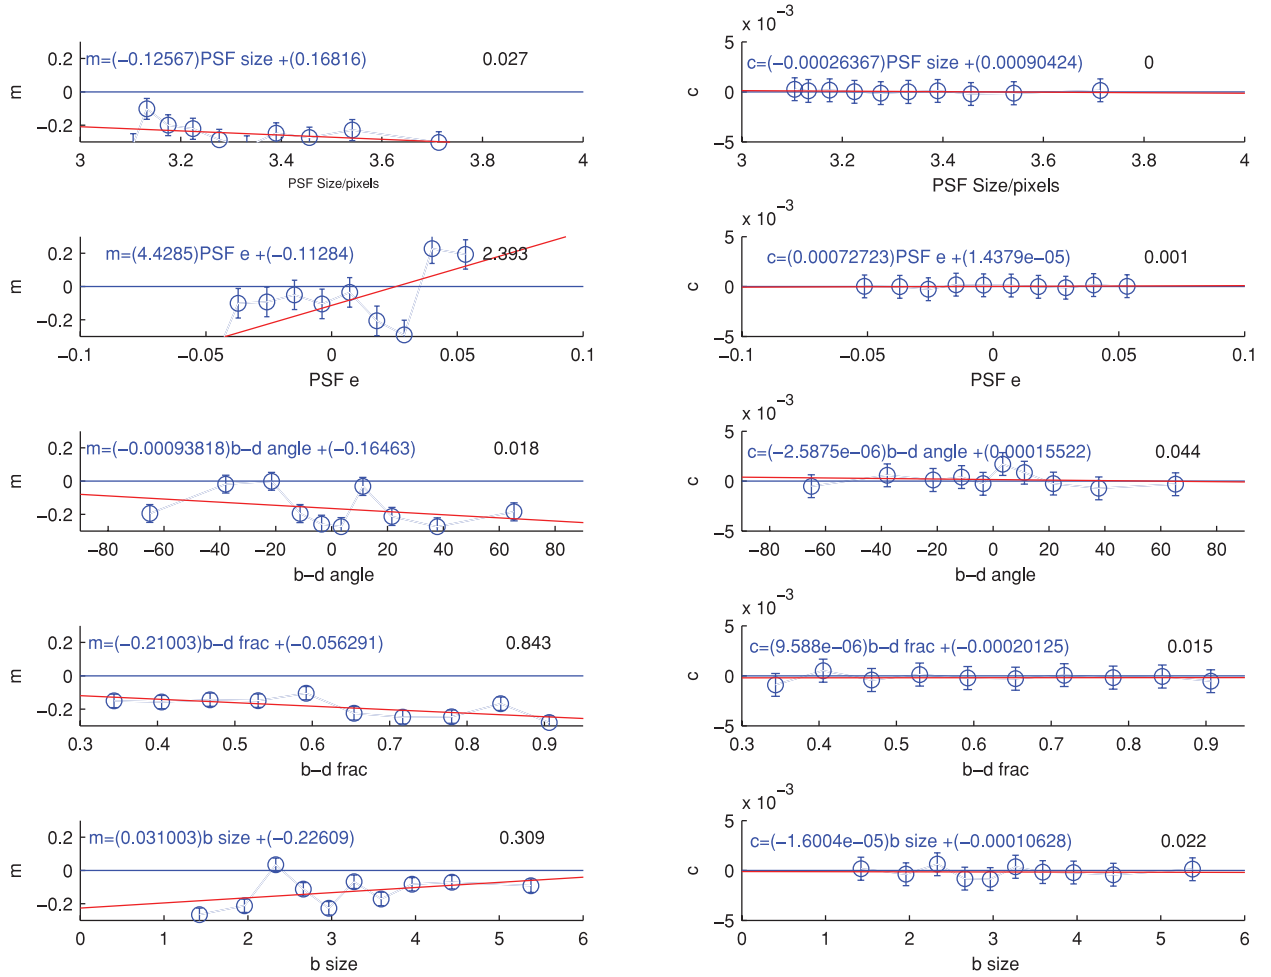 m=(−0.12567)PSF size +(0.16816) 0.027
0.2
0
−0.2
m
3 3.2 3.4 3.6 3.8 4
PSF Size/pixels
x 10−3
c=(−0.00026367)PSF size +(0.00090424) 0
5
0
−5
c
3 3.2 3.4 3.6 3.8 4
PSF Size/pixels
m=(4.4285)PSF e +(−0.11284) 2.393
0.2
0
−0.2
m
−0.1 −0.05 0 0.05 0.1
PSF e
x 10−3
c=(0.00072723)PSF e +(1.4379e−05) 0.001
5
0
−5
c
−0.1 −0.05 0 0.05 0.1
PSF e
m=(−0.00093818)b−d angle +(−0.16463) 0.018
0.2
0
−0.2
m
−80 −60 −40 −20 0 20 40 60 80
b−d angle
x 10−3
c=(−2.5875e−06)b−d angle +(0.00015522) 0.044
5
0
−5
c
−80 −60 −40 −20 0 20 40 60 80
b−d angle
m=(−0.21003)b−d frac +(−0.056291) 0.843
0.2
0
−0.2
m
0.3 0.4 0.5 0.6 0.7 0.8 0.9
b−d frac
x 10−3
c=(9.588e−06)b−d frac +(−0.00020125) 0.015
5
0
−5
c
0.3 0.4 0.5 0.6 0.7 0.8 0.9
b−d frac
m=(0.031003)b size +(−0.22609) 0.309
0.2
0
−0.2
m
0 1 2 3 4 5 6
b size
x 10−3
c=(−1.6004e−05)b size +(−0.00010628) 0.022
5
0
−5
c
0 1 2 3 4 5 6
b size